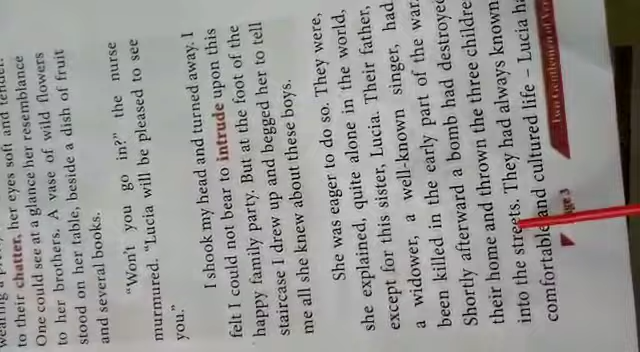 to their chatter, her eyes soft and tender.
One could see at a glance her resemblance
to her brothers. A vase of wild flowers
stood on her table, beside a dish of fruit
and several books.
"Won't you go in?" the nurse
murmured. "Lucia will be pleased to see
you."
I shook my head and turned away. I
felt I could not bear to intrude upon this
happy family party. But at the foot of the
staircase I drew up and begged her to tell
me all she knew about these boys.
She was eager to do so. They were,
she explained, quite alone in the world,
except for this sister, Lucia. Their father,
a widower, a well-known singer, had
been killed in the early part of the war.
Shortly afterward a bomb had destroyed
their home and thrown the three childre
into the streets. They had always known
comfortable and cultured life – Lucia ha
Two Gentlemen of Ver